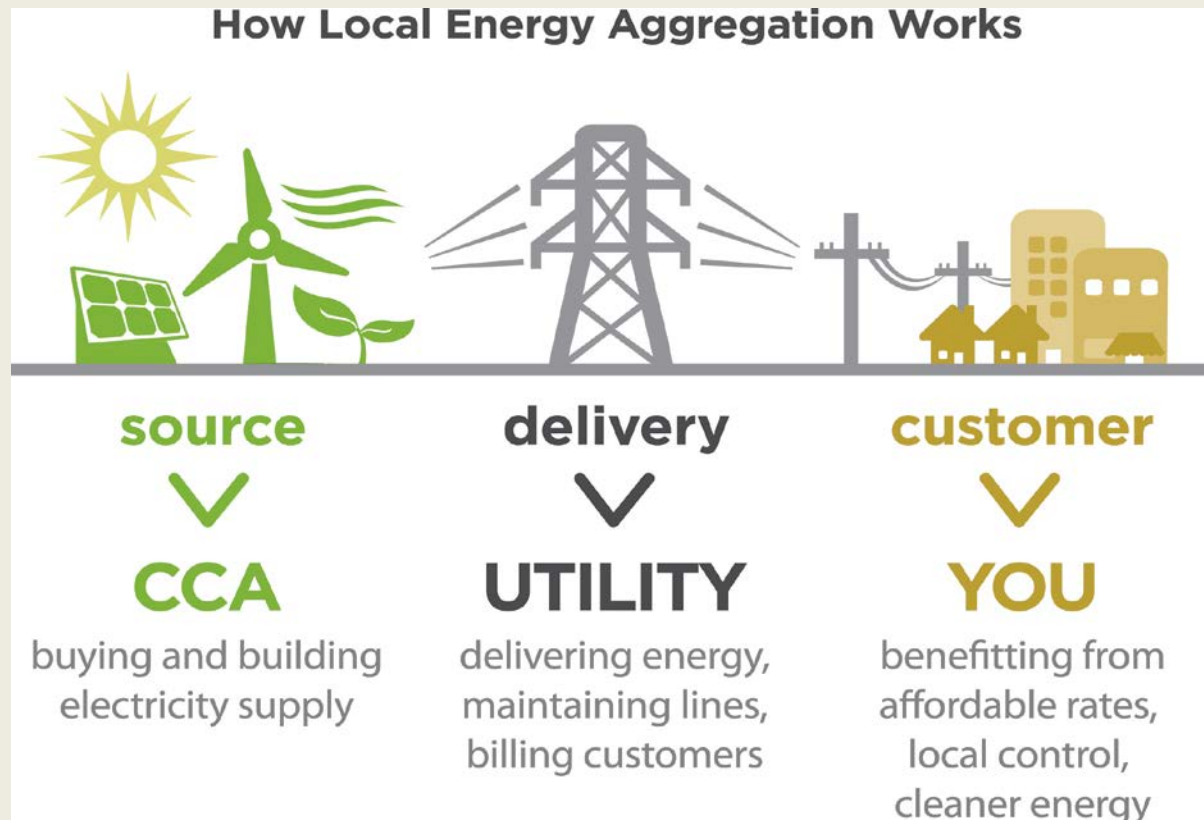 How Local Energy Aggregation Works
source
delivery
customer
CCA
UTILITY
YOU
buying and building
electricity supply
delivering energy,
maintaining lines,
billing customers
benefitting from
affordable rates,
local control,
cleaner energy